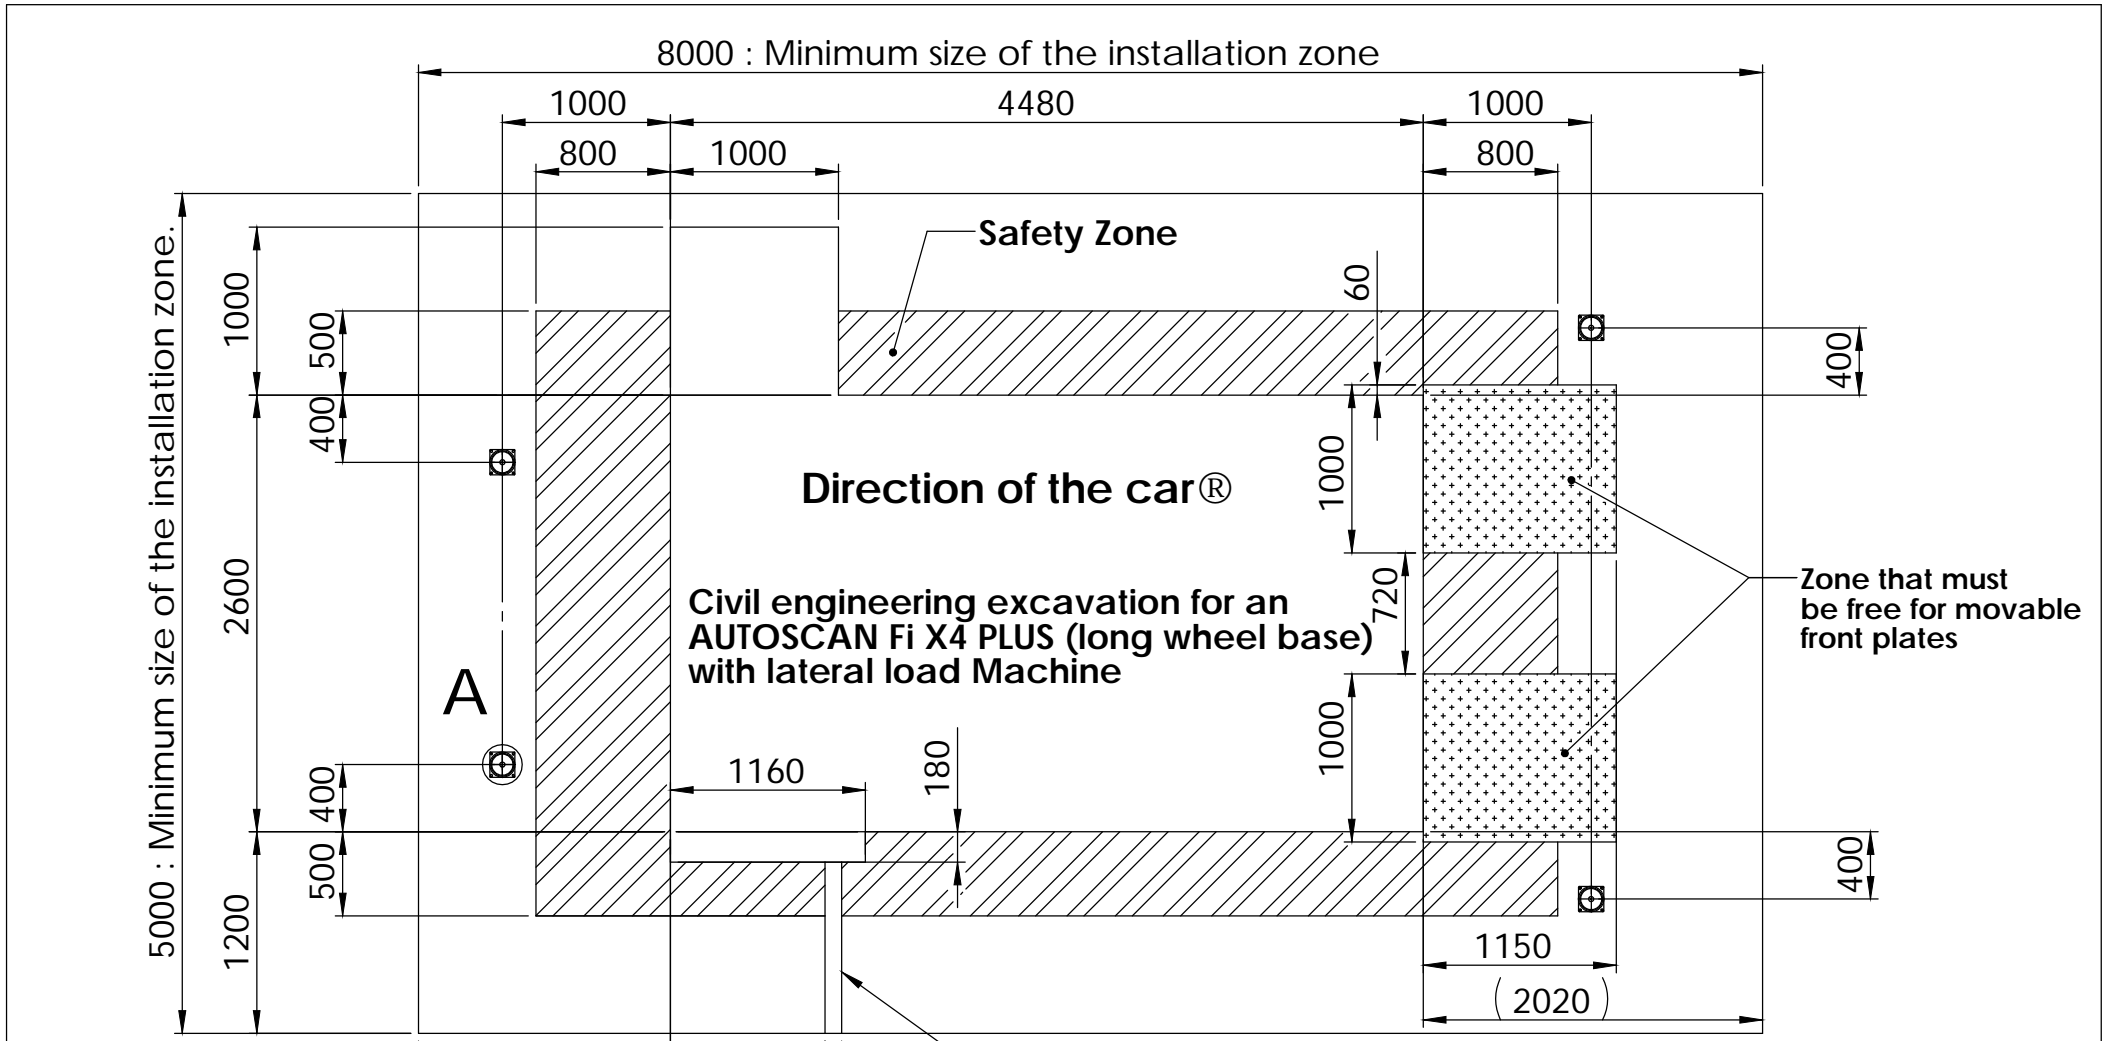 8000 : Minimum size of the installation zone
1000
4480
1000
800
1000
800
5000 : Minimum size of the installation zone.
Safety Zone
1000
500
60
400
400
Direction of the car®
1000
2600
720
Zone that must
be free for movable
front plates
Civil engineering excavation for an
AUTOSCAN Fi X4 PLUS (long wheel base)
with lateral load Machine
A
1000
1160
180
400
500
400
1200
1150
(2020)